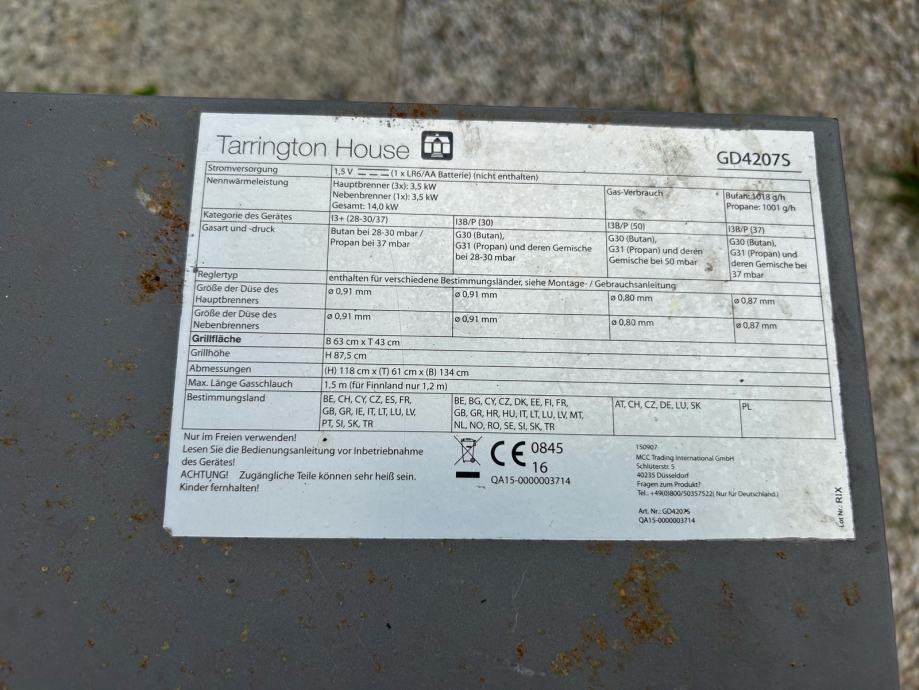 Tarrington House
GD4207S
Stromversorgung 1,5 V (1 x LR6/AA Batterie) (nicht enthalten)
Nennwärmeleistung
Hauptbrenner (3x): 3,5 kW
Nebenbrenner (1x): 3,5 kW
Gesamt: 14,0 kW
Gas-Verbrauch
Butan: 1018 g/h
Propane: 1001 g/h
Kategorie des Gerätes I3+ (28-30/37) I3B/P (30) I3B/P (50) I3B/P (37)
Gasart und -druck
Butan bei 28-30 mbar /
Propan bei 37 mbar
G30 (Butan),
G31 (Propan) und deren Gemische
bei 28-30 mbar
G30 (Butan),
G31 (Propan) und deren
Gemische bei 50 mbar
G30 (Butan),
G31 (Propan) und
deren Gemische bei
37 mbar
Reglertyp enthalten für verschiedene Bestimmungsländer, siehe Montage- / Gebrauchsanleitung
Größe der Düse des
Hauptbrenners
ø 0,91 mm ø 0,91 mm ø 0,80 mm ø 0,87 mm
Größe der Düse des
Nebenbrenners
ø 0,91 mm ø 0,91 mm ø 0,80 mm ø 0,87 mm
Grillfläche B 63 cm x T 43 cm
Grillhöhe H 87,5 cm
Abmessungen (H) 118 cm x (T) 61 cm x (B) 134 cm
Max. Länge Gasschlauch 1,5 m (für Finnland nur 1,2 m)
Bestimmungsland
BE, CH, CY, CZ, ES, FR,
GB, GR, IE, IT, LT, LU, LV,
PT, SI, SK, TR
BE, BG, CY, CZ, DK, EE, FI, FR,
GB, GR, HR, HU, IT, LT, LU, LV, MT,
NL, NO, RO, SE, SI, SK, TR
AT, CH, CZ, DE, LU, SK
PL
Nur im Freien verwenden!
Lesen Sie die Bedienungsanleitung vor Inbetriebnahme
des Gerätes!
ACHTUNG! Zugängliche Teile können sehr heiß sein.
Kinder fernhalten!
CE 0845
16
QA15-0000003714
150907
MCC Trading International GmbH
Schlüterstr. 5
40235 Düsseldorf
Fragen zum Produkt?
Tel.: +49(0)800/50357522( Nur für Deutschland.)
Art. Nr.: GD4207S
QA15-0000003714
Lot Nr.: RIX